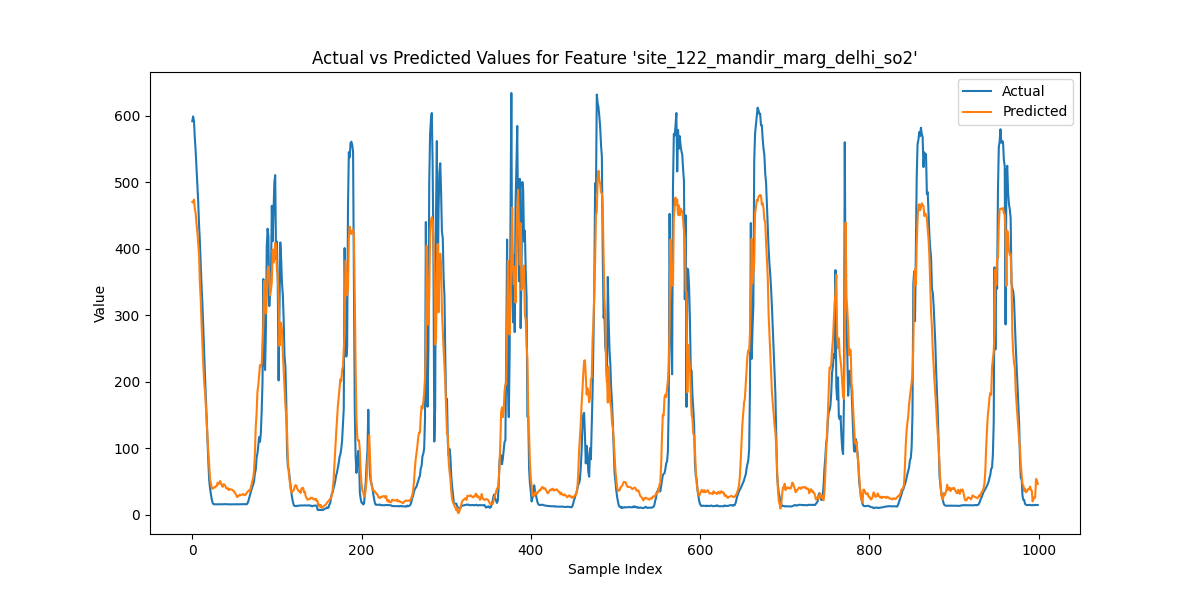 Actual vs Predicted Values for Feature 'site_122_mandir_marg_delhi_so2'
Actual
Predicted
600
500
400
300
200
100
0
Value
0 200 400 600 800 1000
Sample Index